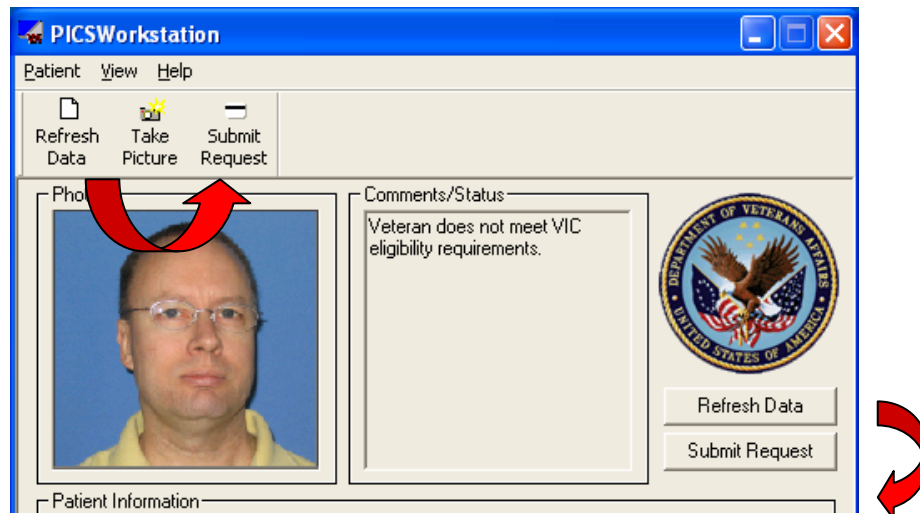 PICSWorkstation
Patient View Help
Refresh Data
Take Picture
Submit Request
Comments/Status
Veteran does not meet VIC
eligibility requirements.
DEPARTMENT OF VETERANS AFFAIRS
UNITED STATES OF AMERICA
Refresh Data
Submit Request
Patient Information